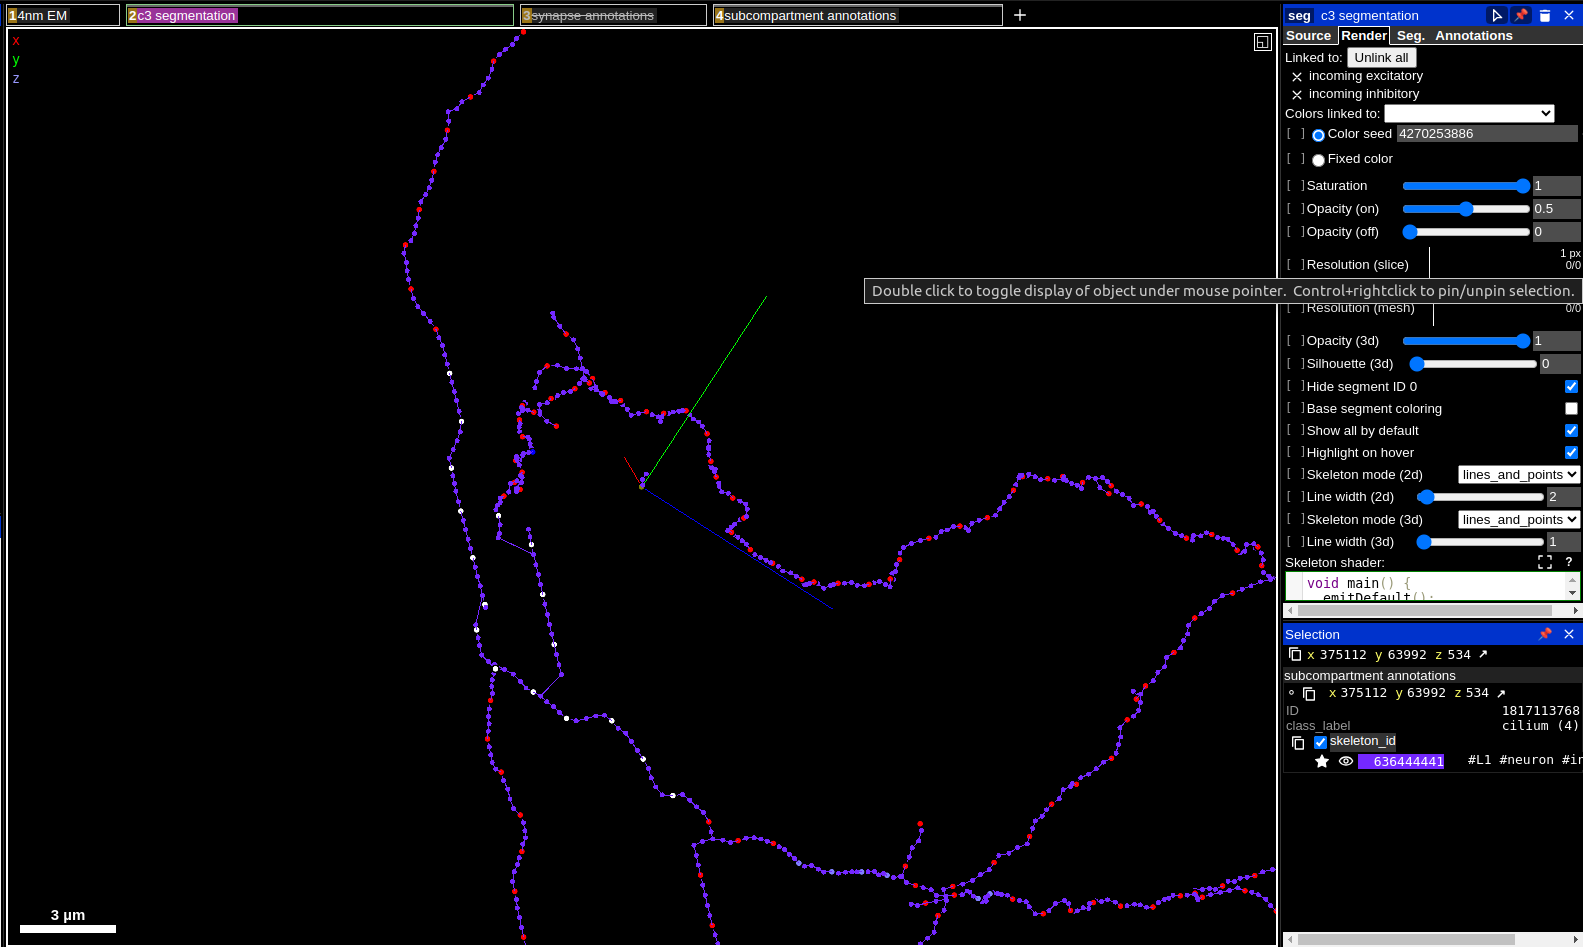 1 4nm EM 2 c3 segmentation 3 synapse annotations 4 subcompartment annotations +
x
y
z
3 µm
seg c3 segmentation
Source Render Seg. Annotations
Linked to: Unlink all
incoming excitatory
incoming inhibitory
Colors linked to:
[ ] Color seed 4270253886
[ ] Fixed color
[ ] Saturation 1
[ ] Opacity (on) 0.5
[ ] Opacity (off) 0
[ ] Resolution (slice) 1 px
0/0
Double click to toggle display of object under mouse pointer. Control+rightclick to pin/unpin selection.
[ ] Resolution (mesh) 0/0
[ ] Opacity (3d) 1
[ ] Silhouette (3d) 0
[ ] Hide segment ID 0
[ ] Base segment coloring
[ ] Show all by default
[ ] Highlight on hover
[ ] Skeleton mode (2d) lines_and_points
[ ] Line width (2d) 2
[ ] Skeleton mode (3d) lines_and_points
[ ] Line width (3d) 1
Skeleton shader: ?
void main() {
emitDefault();
Selection
x 375112 y 63992 z 534
subcompartment annotations
x 375112 y 63992 z 534
ID 1817113768
class_label cilium (4)
skeleton_id
636444441 #L1 #neuron #in